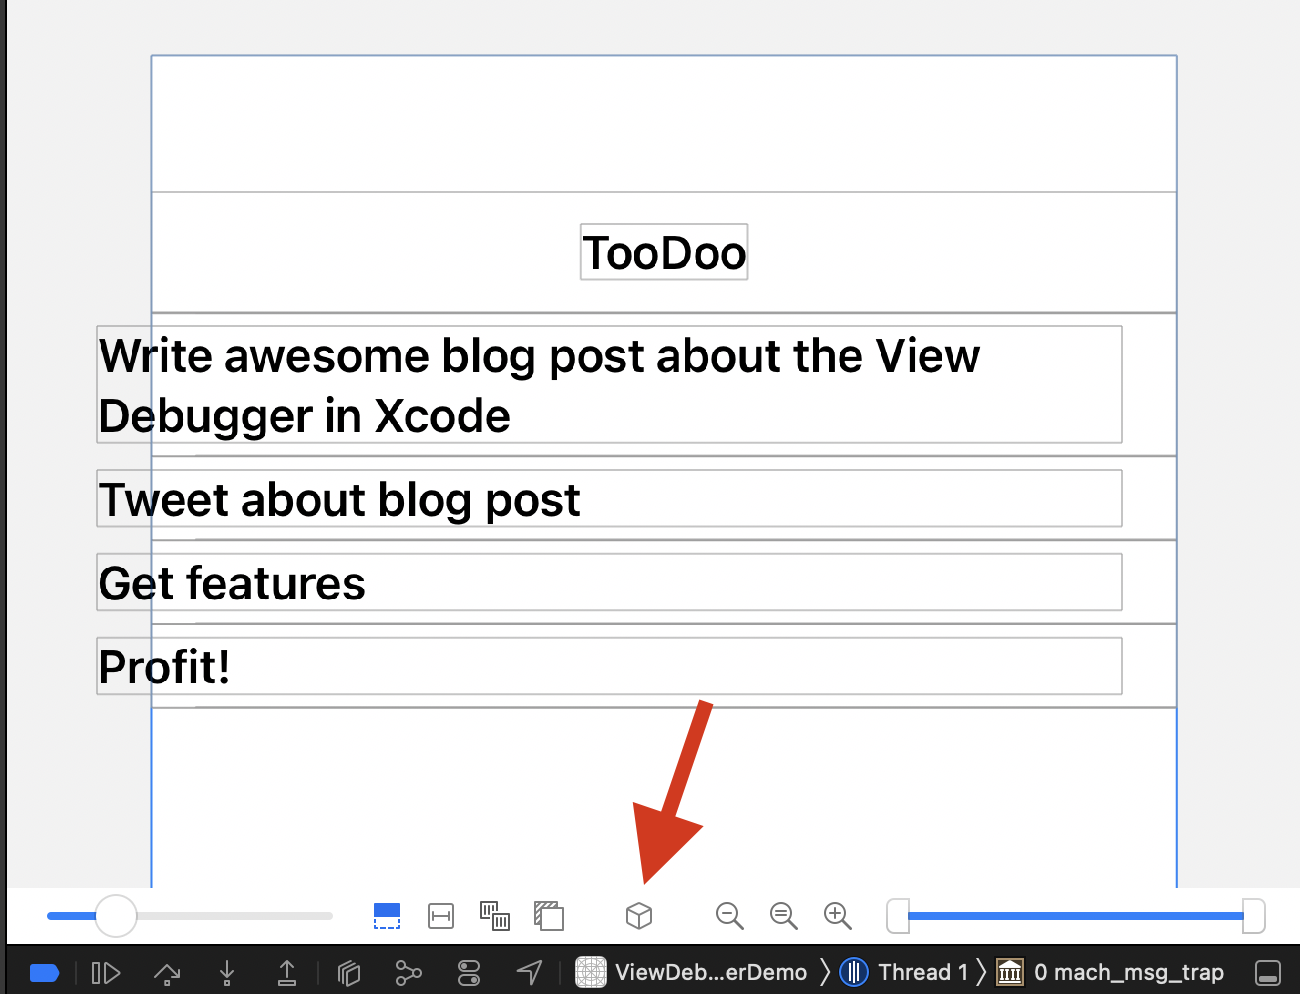 TooDoo
Write awesome blog post about the View
Debugger in Xcode
Tweet about blog post
Get features
Profit!
ViewDeb...erDemo
Thread 1
0 mach_msg_trap